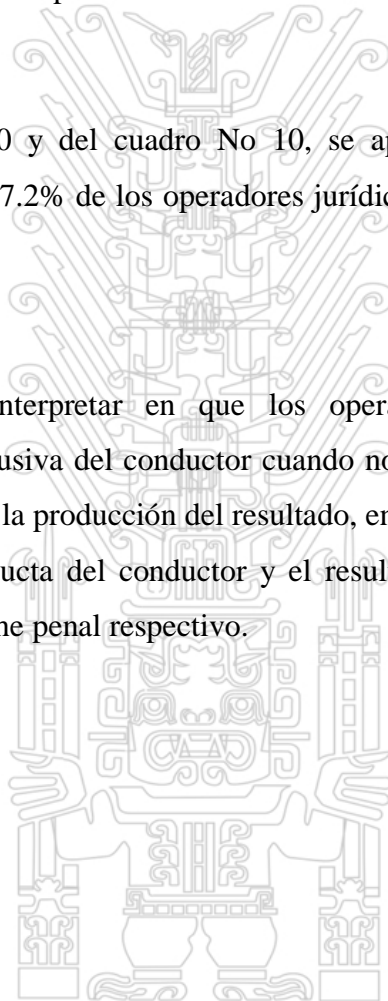 0 y del cuadro No 10, se ap
7.2% de los operadores jurídic
nterpretar en que los opera
usiva del conductor cuando no
la producción del resultado, en
ucta del conductor y el resul
ne penal respectivo.